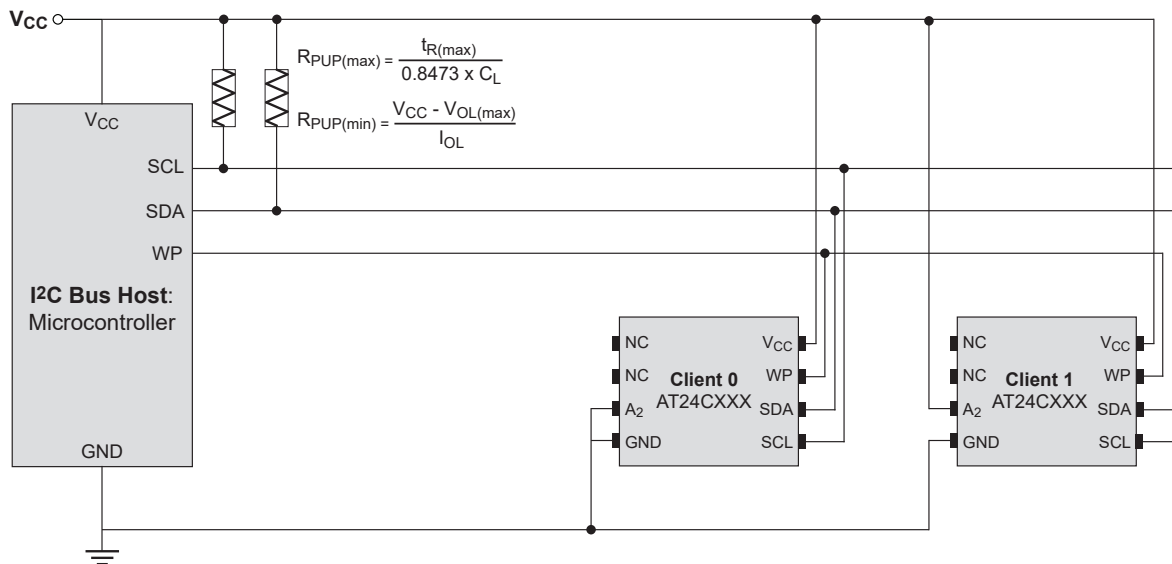 VCC
RPUP(max) = tR(max) / 0.8473 x CL
RPUP(min) = VCC - VOL(max) / IOL
VCC
SCL
SDA
WP
I2C Bus Host:
Microcontroller
GND
NC
NC
A2
GND
Client 0
AT24CXXX
VCC
WP
SDA
SCL
NC
NC
A2
GND
Client 1
AT24CXXX
VCC
WP
SDA
SCL